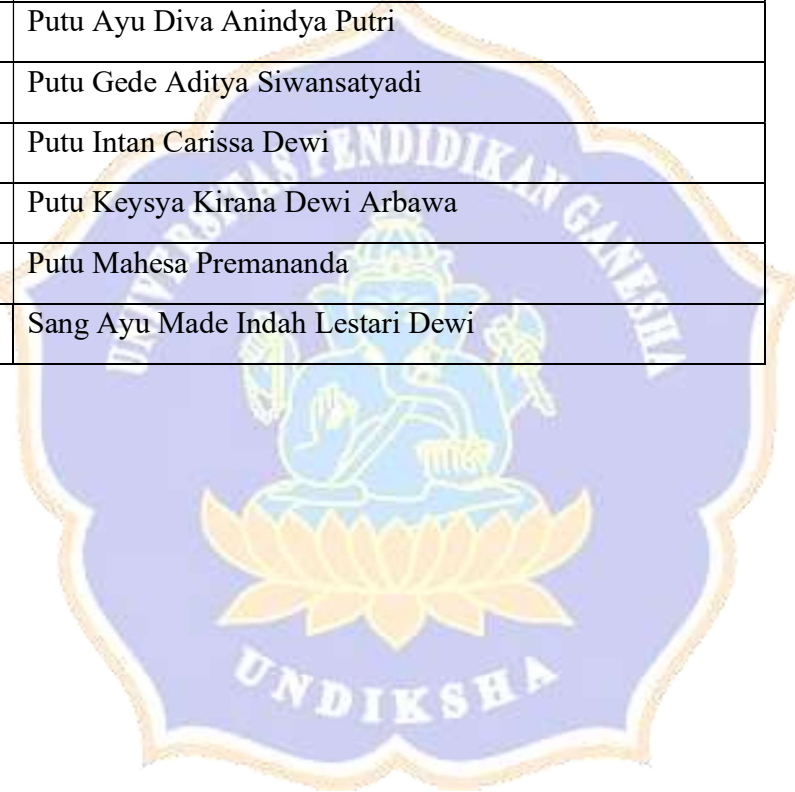 Putu Ayu Diva Anindya Putri
Putu Gede Aditya Siwansatyadi
Putu Intan Carissa Dewi
Putu Keysya Kirana Dewi Arbawa
Putu Mahesa Premananda
Sang Ayu Made Indah Lestari Dewi
UNIVERSITAS PENDIDIKAN GANESHA
UNDIKSHA